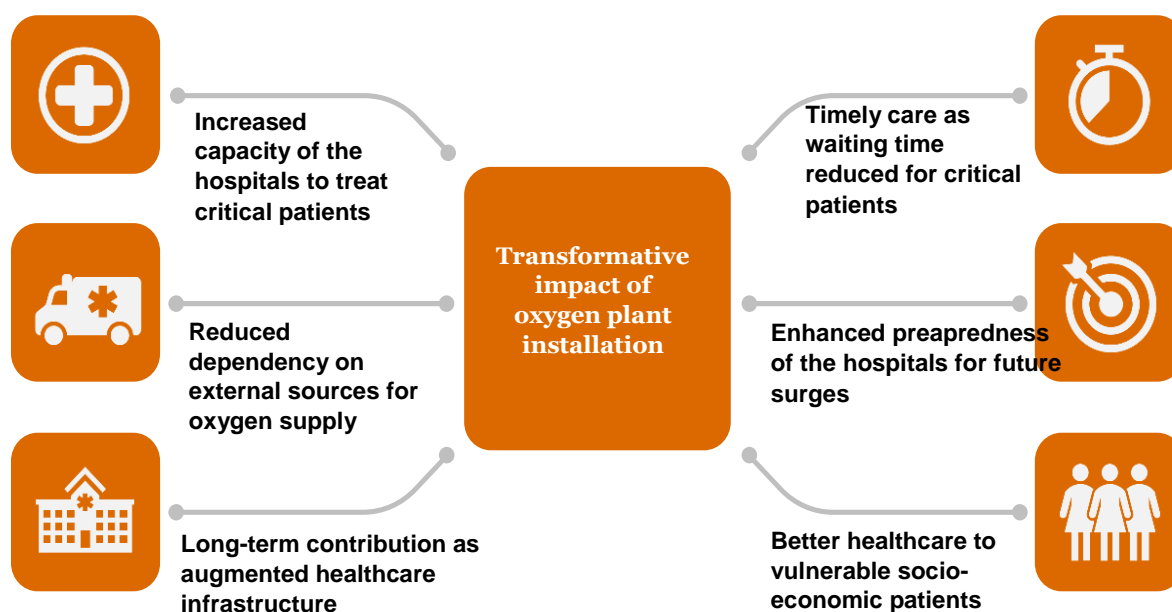 Increased
capacity of the
hospitals to treat
critical patients
Reduced
dependency on
external sources for
oxygen supply
Long-term contribution as
augmented healthcare
infrastructure
Transformative
impact of
oxygen plant
installation
Timely care as
waiting time
reduced for critical
patients
Enhanced preapredness
of the hospitals for future
surges
Better healthcare to
vulnerable socio-
economic patients